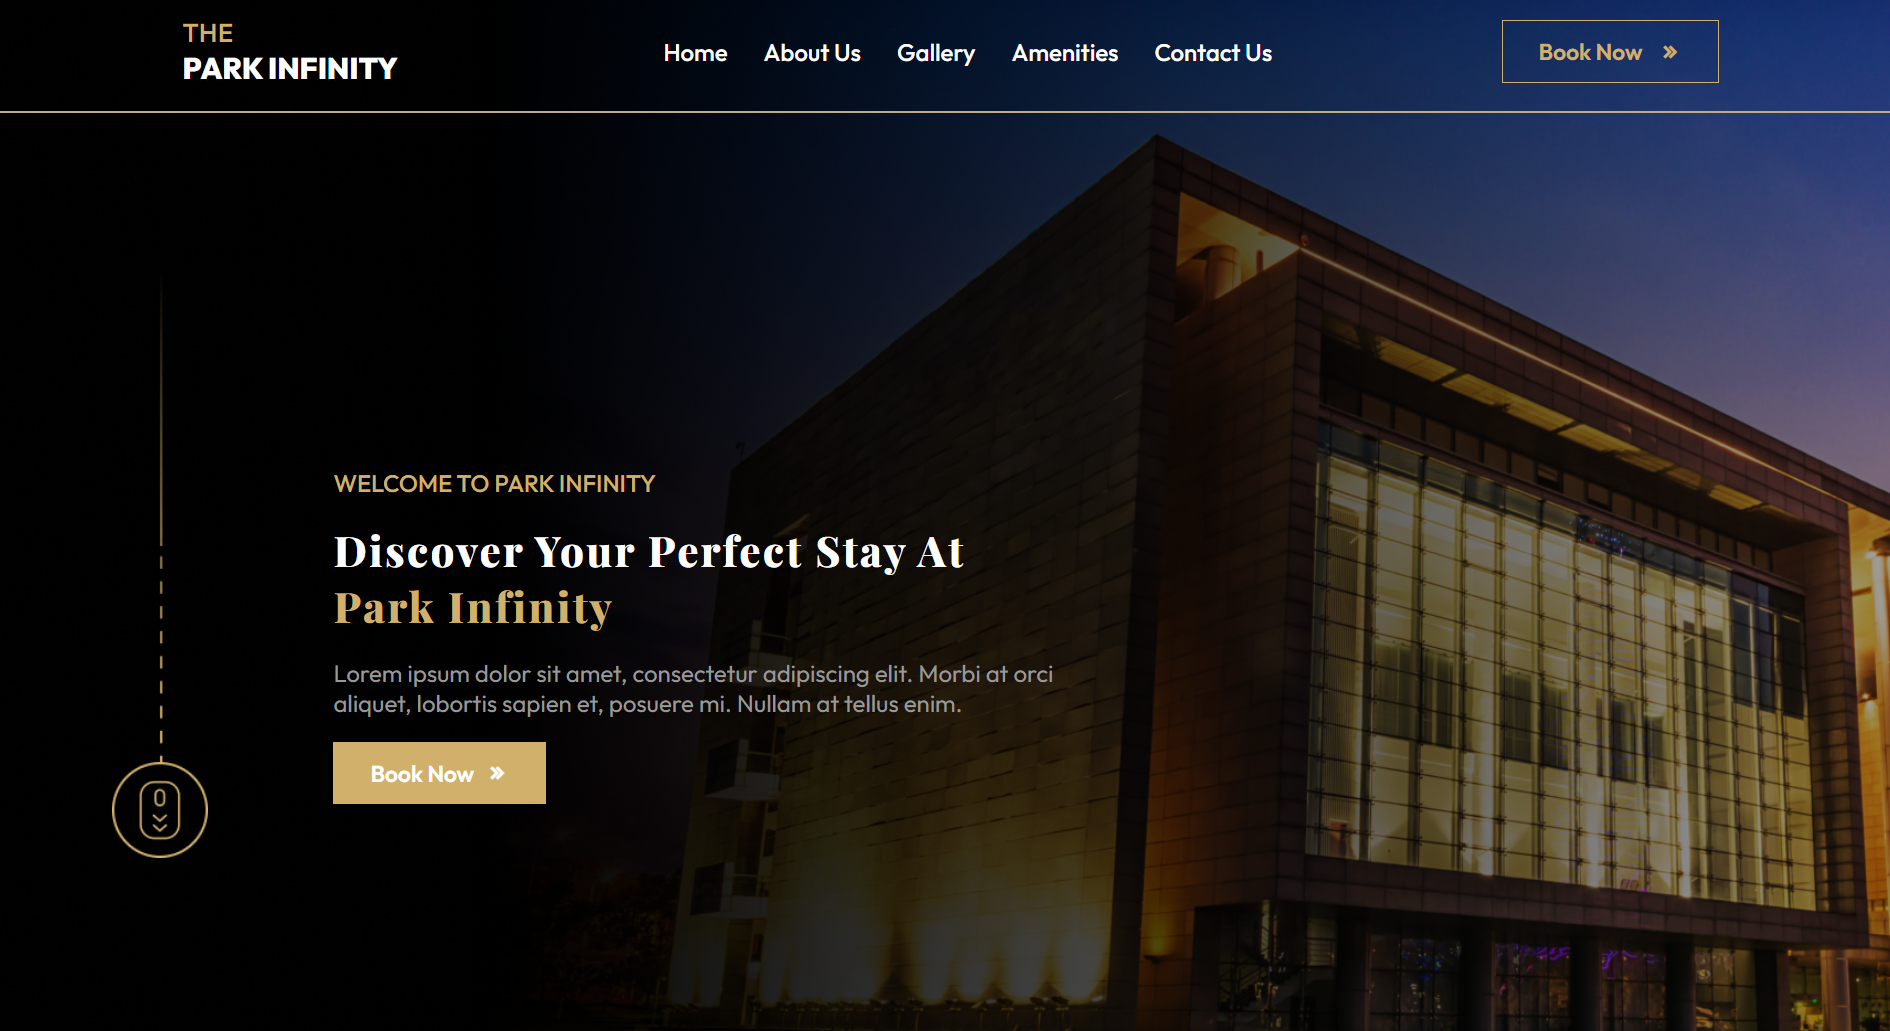 THE
PARK INFINITY
Home About Us Gallery Amenities Contact Us
Book Now
WELCOME TO PARK INFINITY
Discover Your Perfect Stay At
Park Infinity
Lorem ipsum dolor sit amet, consectetur adipiscing elit. Morbi at orci
aliquet, lobortis sapien et, posuere mi. Nullam at tellus enim.
Book Now